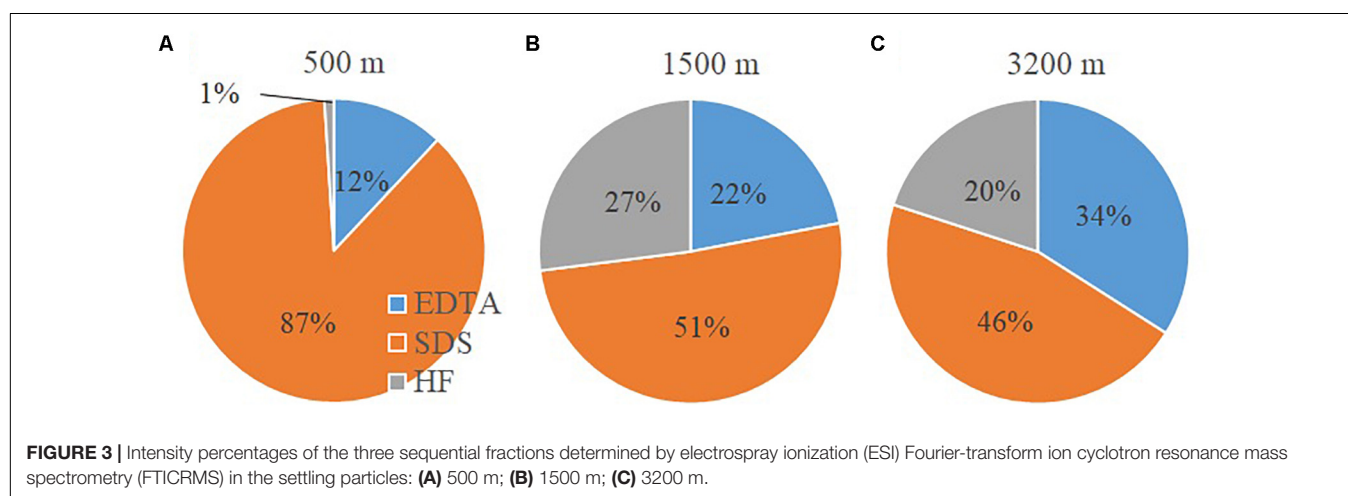 A
500 m
1%
12%
87%
EDTA
SDS
HF
B
1500 m
27%
22%
51%
C
3200 m
20%
34%
46%
FIGURE 3 | Intensity percentages of the three sequential fractions determined by electrospray ionization (ESI) Fourier-transform ion cyclotron resonance mass
spectrometry (FTICRMS) in the settling particles: (A) 500 m; (B) 1500 m; (C) 3200 m.